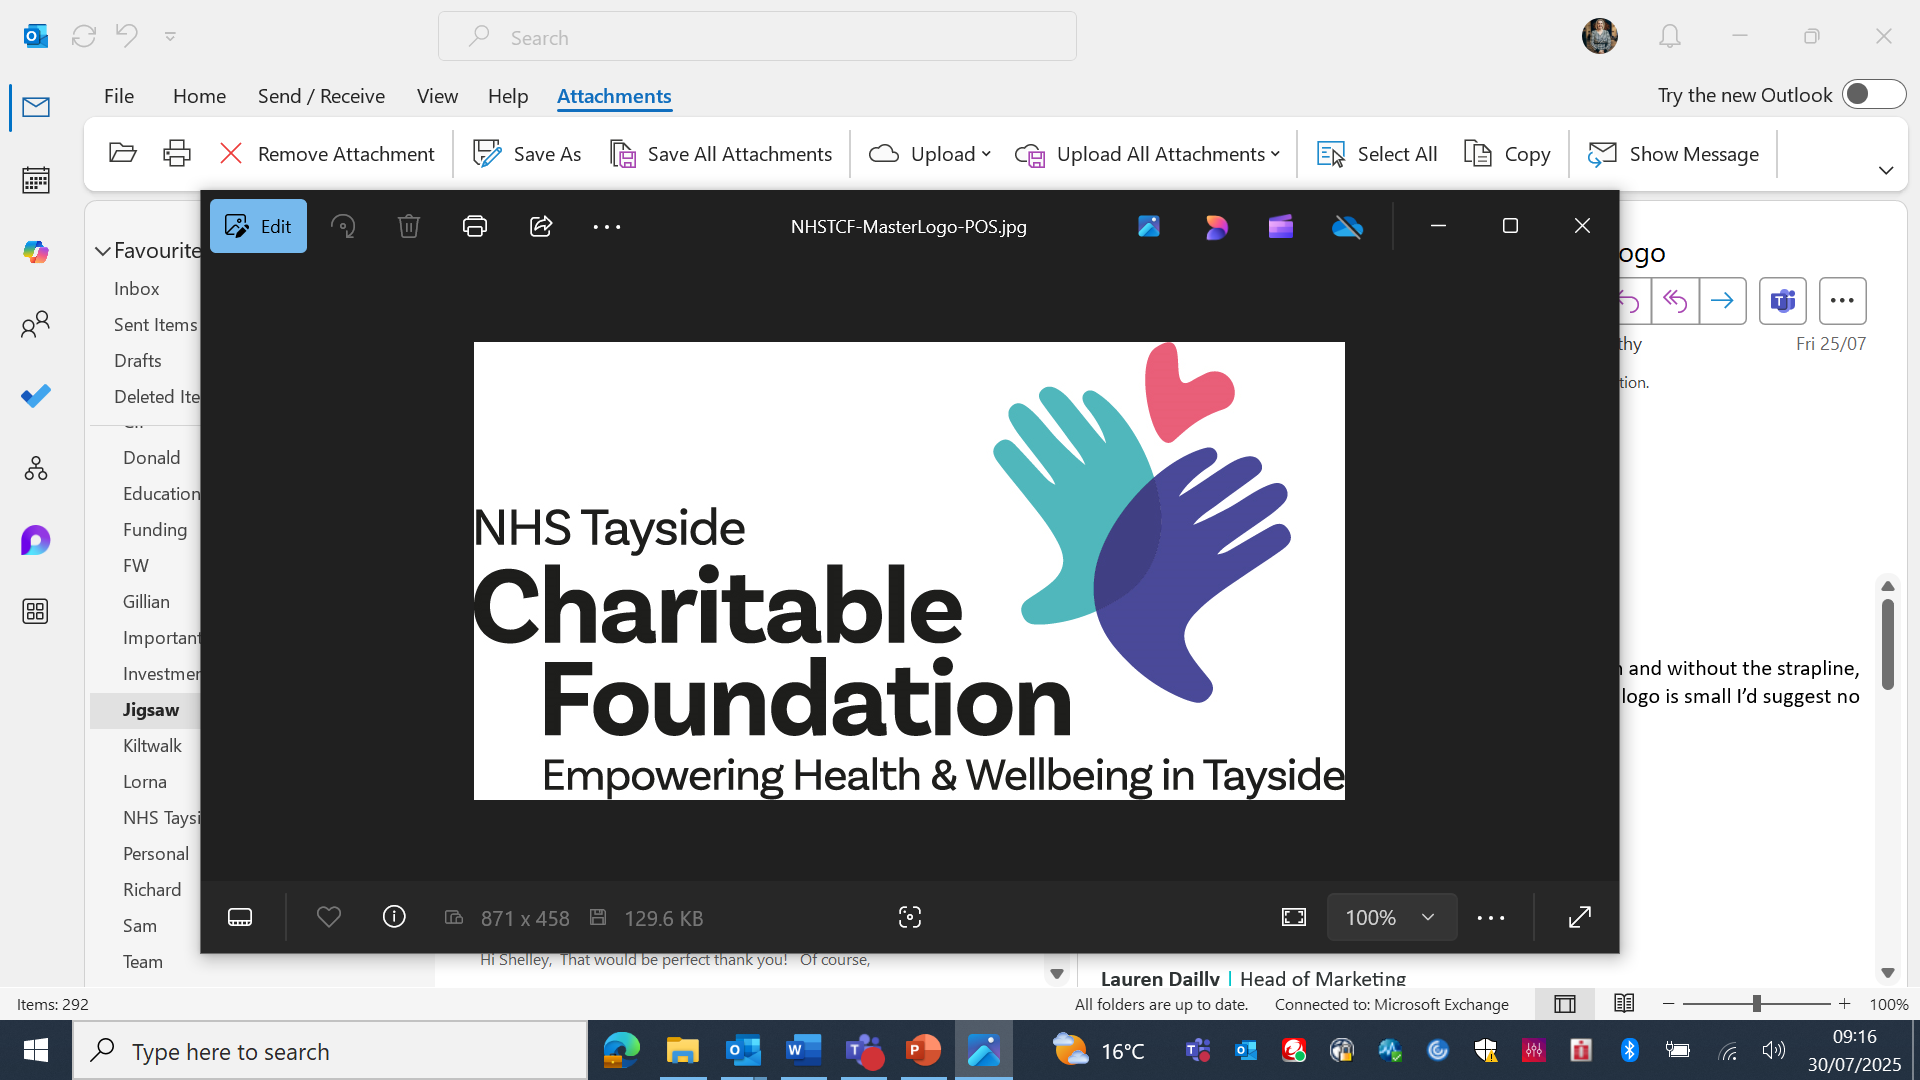 Search
File Home Send / Receive View Help Attachments
Try the new Outlook
Remove Attachment Save As Save All Attachments Upload Upload All Attachments Select All Copy Show Message
Edit NHSTCF-MasterLogo-POS.jpg
Favourite
ogo
Inbox
Sent Items
Drafts
Deleted Ite
thy Fri 25/07
tion.
Donald
Education
Funding
FW
Gillian
Important
Investmen
Jigsaw
Kiltwalk
Lorna
NHS Taysi
Personal
Richard
Sam
Team
NHS Tayside
Charitable
Foundation
Empowering Health & Wellbeing in Tayside
and without the strapline,
logo is small I’d suggest no
871 x 458 129.6 KB 100%
Hi Shelley, That would be perfect thank you! Of course,
Lauren Dailly | Head of Marketing
Items: 292 All folders are up to date. Connected to: Microsoft Exchange 100%
Type here to search 16°C 09:16
30/07/2025